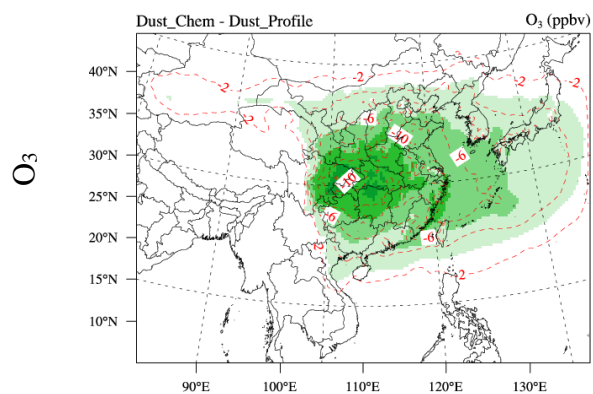 Dust_Chem - Dust_Profile O₃ (ppbv)
O₃
40°N
35°N
30°N
25°N
20°N
15°N
10°N
-2
-2
-2
-2
-2
-6
-10
-6
-10
-6
-6
-2
-2
90°E 100°E 110°E 120°E 130°E